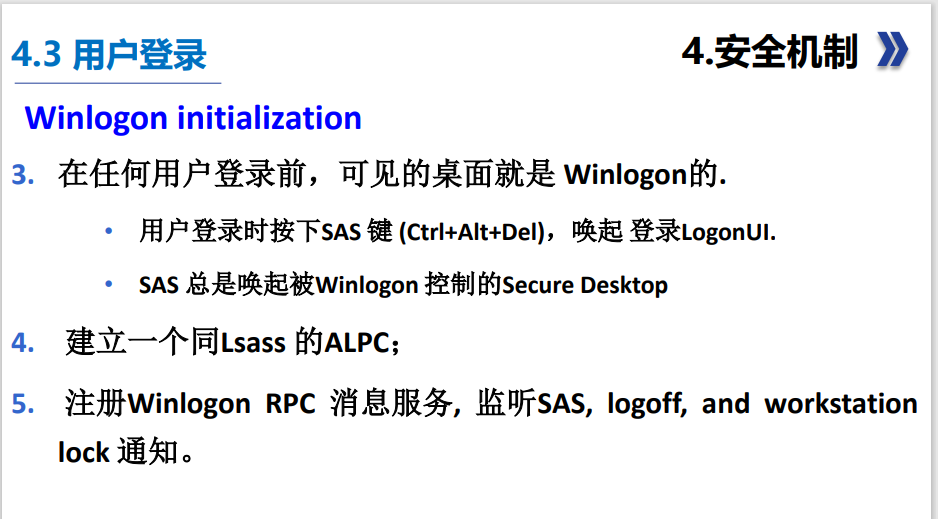 4.3 用户登录
4.安全机制
Winlogon initialization
3. 在任何用户登录前，可见的桌面就是 Winlogon的.
• 用户登录时按下SAS 键 (Ctrl+Alt+Del)，唤起 登录LogonUI.
• SAS 总是唤起被Winlogon 控制的Secure Desktop
4. 建立一个同Lsass 的ALPC；
5. 注册Winlogon RPC 消息服务, 监听SAS, logoff, and workstation
lock 通知。